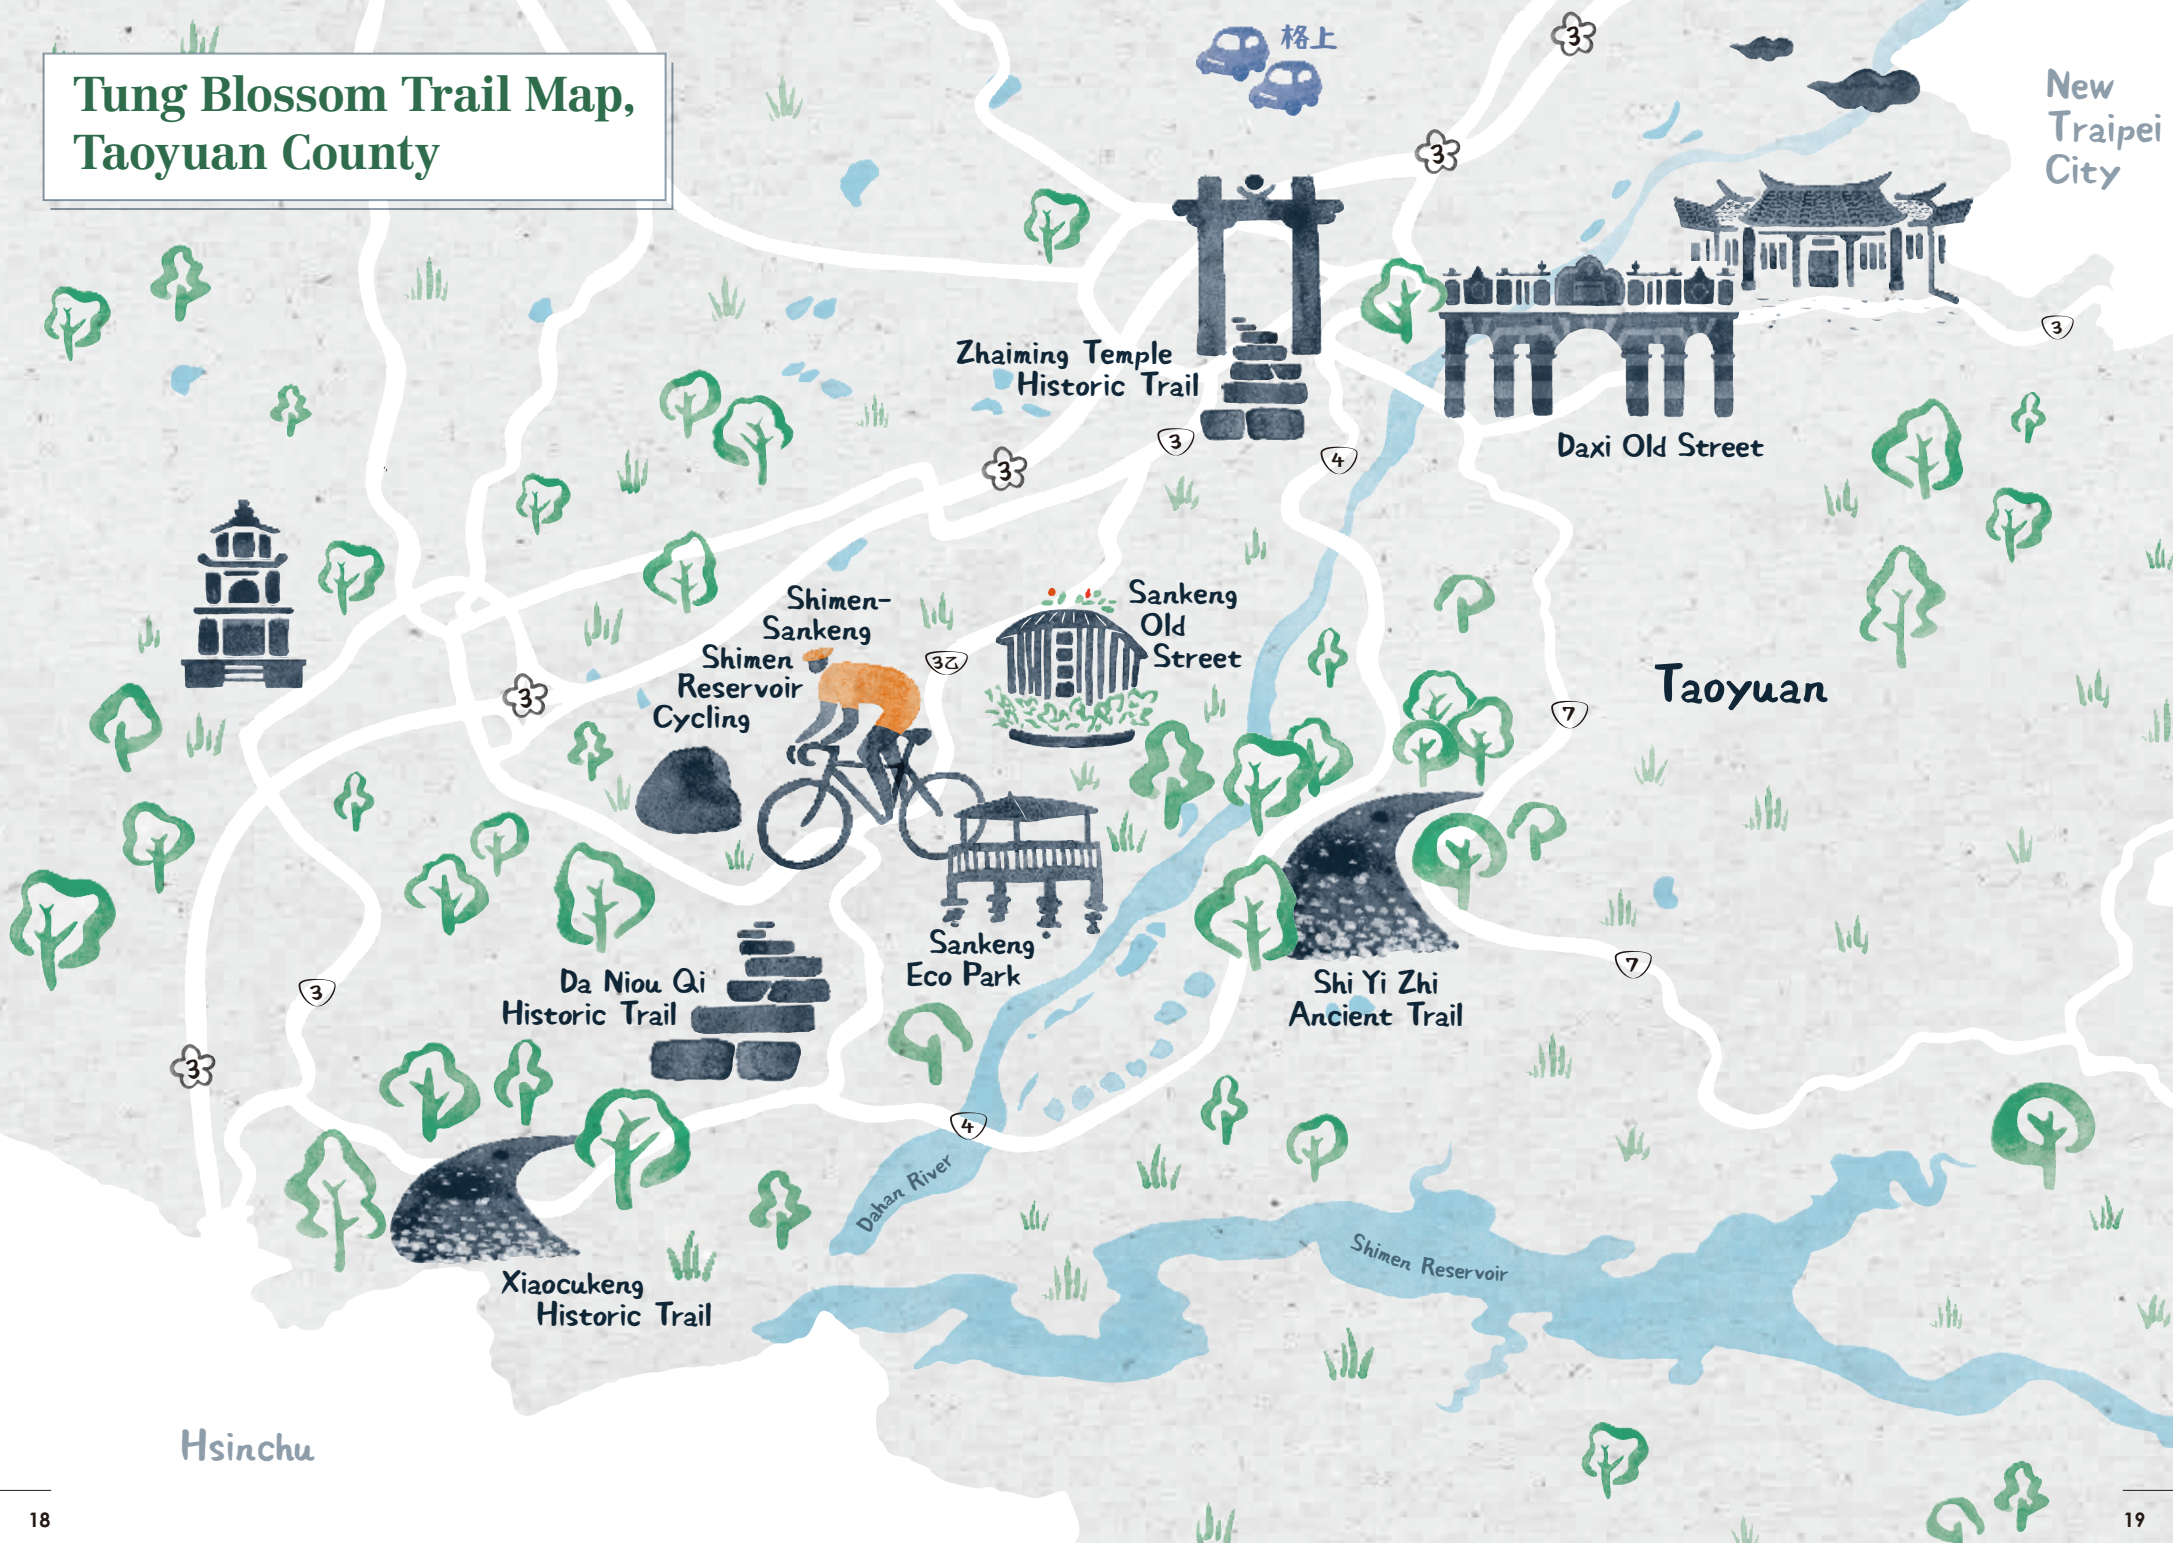 Tung Blossom Trail Map,
Taoyuan County
格上
3
3
New
Traipei
City
3
Zhaiming Temple
Historic Trail
3
3
4
Daxi Old Street
Shimen-
Sankeng
Shimen
Reservoir
Cycling
3乙
Sankeng
Old
Street
Taoyuan
3
7
Sankeng
Eco Park
Da Niou Qi
Historic Trail
Shi Yi Zhi
Ancient Trail
7
3
3
4
Dahan River
Shimen Reservoir
Xiaocukeng
Historic Trail
Hsinchu
18
19